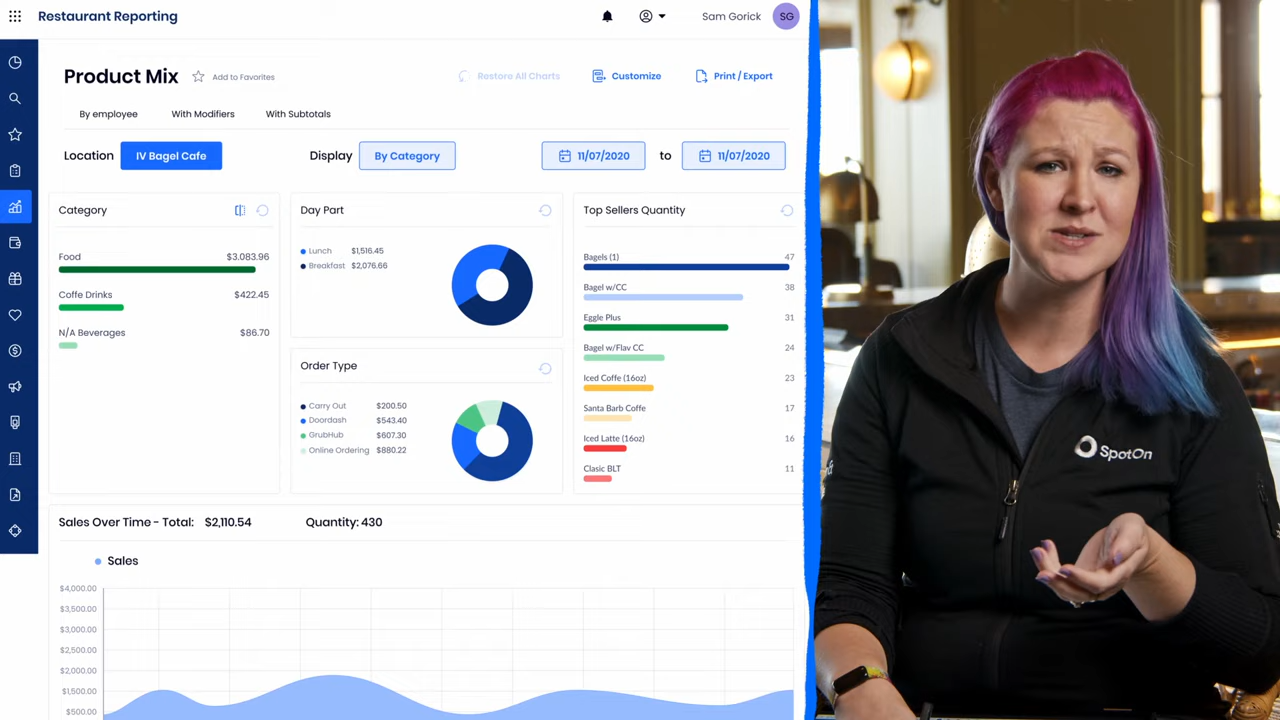 Restaurant Reporting
Sam Gorick
SG
Product Mix
Add to Favorites
Restore All Charts
Customize
Print / Export
By employee
With Modifiers
With Subtotals
Location
IV Bagel Cafe
Display
By Category
11/07/2020
to
11/07/2020
Category
Food $3.083.96
Coffe Drinks $422.45
N/A Beverages $86.70
Day Part
Lunch $1,516.45
Breakfast $2,076.66
Order Type
Carry Out $200.50
Doordash $543.40
GrubHub $607.30
Online Ordering $880.22
Top Sellers Quantity
Bagels (1) 47
Bagel w/CC 38
Eggle Plus 31
Bagel w/Flav CC 24
Iced Coffe (16oz) 23
Santa Barb Coffe 17
Iced Latte (16oz) 16
Clasic BLT 11
Sales Over Time - Total: $2,110.54 Quantity: 430
Sales
$4,000.00
$3,500.00
$3,000.00
$2,500.00
$2,000.00
$1,500.00
$500.00
SpotOn